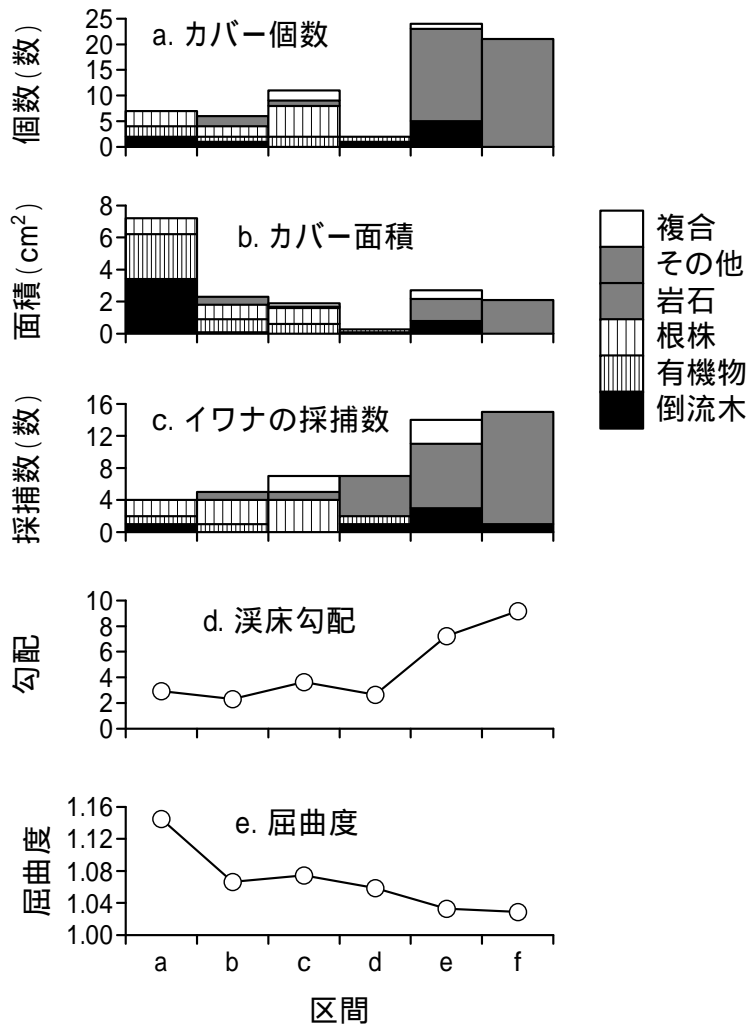 a. カバー個数
個数(数)
25
20
15
10
5
0
b. カバー面積
面積(cm²)
8
6
4
2
0
複合
その他
岩石
根株
有機物
倒流木
c. イワナの採捕数
採捕数(数)
16
12
8
4
0
d. 渓床勾配
勾配
10
8
6
4
2
0
e. 屈曲度
屈曲度
1.16
1.12
1.08
1.04
1.00
a b c d e f
区間